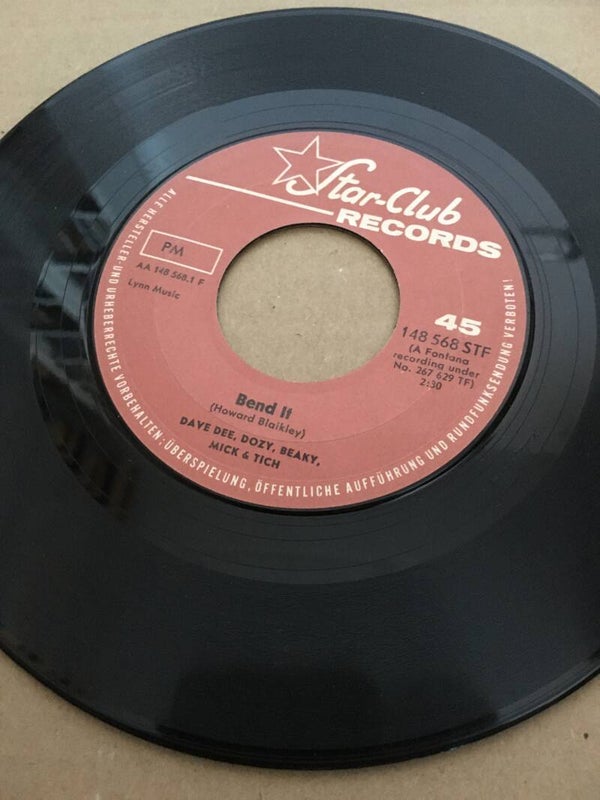 Star-Club
RECORDS
PM
AA 148 568.1 F
Lynn Music
45
148 568 STF
(A Fontana
recording under
No. 267 629 TF)
2:30
Bend It
(Howard Blaikley)
DAVE DEE, DOZY, BEAKY,
MICK & TICH
ALLE HERSTELLER- UND URHEBERRECHTE VORBEHALTEN: ÜBERSPIELUNG, ÖFFENTLICHE AUFFÜHRUNG UND RUNDFUNKSENDUNG VERBOTEN!